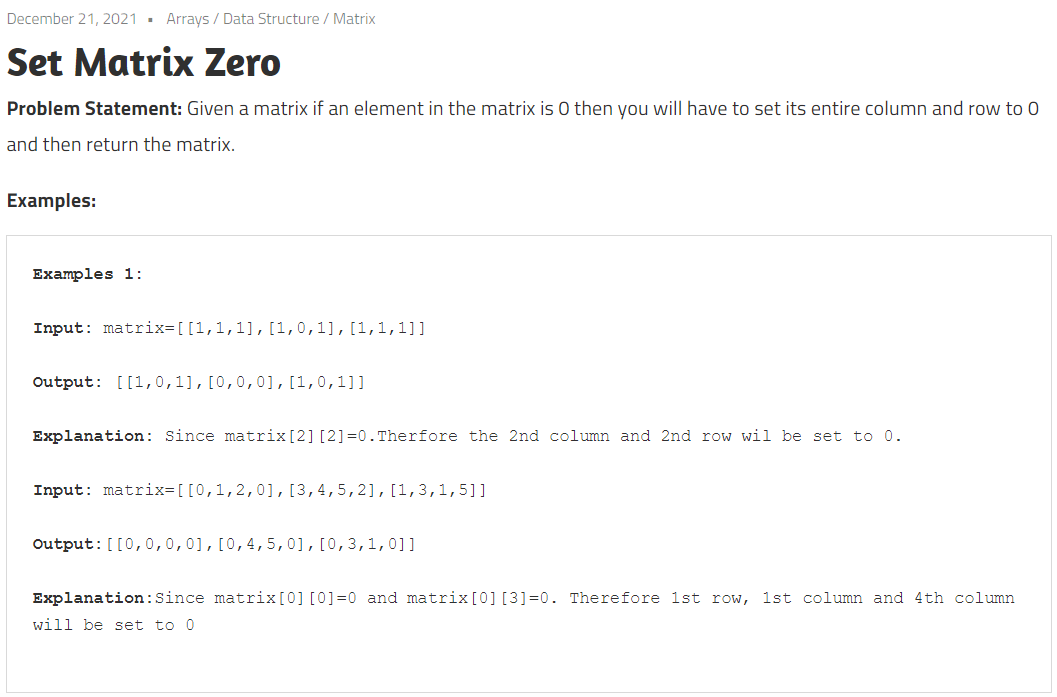 December 21, 2021 ▪ Arrays / Data Structure / Matrix
Set Matrix Zero
Problem Statement: Given a matrix if an element in the matrix is 0 then you will have to set its entire column and row to 0
and then return the matrix.
Examples:
Examples 1:
Input: matrix=[[1,1,1],[1,0,1],[1,1,1]]
Output: [[1,0,1],[0,0,0],[1,0,1]]
Explanation: Since matrix[2][2]=0.Therfore the 2nd column and 2nd row wil be set to 0.
Input: matrix=[[0,1,2,0],[3,4,5,2],[1,3,1,5]]
Output:[[0,0,0,0],[0,4,5,0],[0,3,1,0]]
Explanation:Since matrix[0][0]=0 and matrix[0][3]=0. Therefore 1st row, 1st column and 4th column
will be set to 0